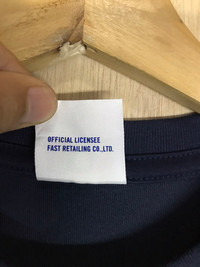 OFFICIAL LICENSEE
FAST RETAILING CO.,LTD.